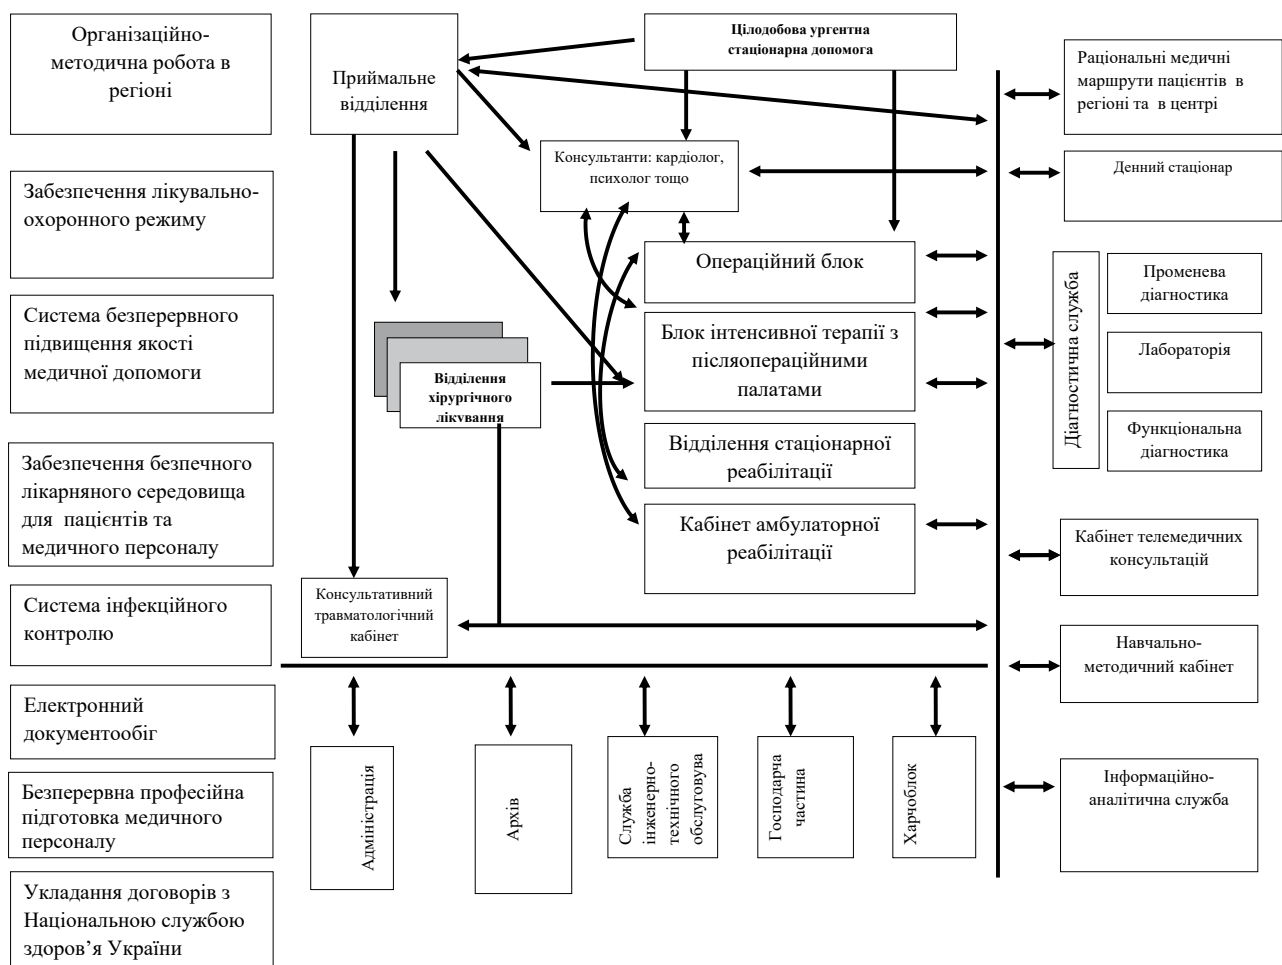 Організаційно-
методична робота в
регіоні
Забезпечення лікувально-
охоронного режиму
Система безперервного
підвищення якості
медичної допомоги
Забезпечення безпечного
лікарняного середовища
для пацієнтів та
медичного персоналу
Система інфекційного
контролю
Електронний
документообіг
Безперервна професійна
підготовка медичного
персоналу
Укладання договорів з
Національною службою
здоров’я України
Приймальне
відділення
Цілодобова ургентна
стаціонарна допомога
Консультанти: кардіолог,
психолог тощо
Операційний блок
Блок інтенсивної терапії з
післяопераційними
палатами
Відділення
хірургічного
лікування
Відділення стаціонарної
реабілітації
Кабінет амбулаторної
реабілітації
Консультативний
травматологічний
кабінет
Адміністрація
Архів
Служба
інженерно-
технічного
обслуговува
Господарча
частина
Харчоблок
Раціональні медичні
маршрути пацієнтів в
регіоні та в центрі
Денний стаціонар
Діагностична служба
Променева
діагностика
Лабораторія
Функціональна
діагностика
Кабінет телемедичних
консультацій
Навчально-
методичний кабінет
Інформаційно-
аналітична служба